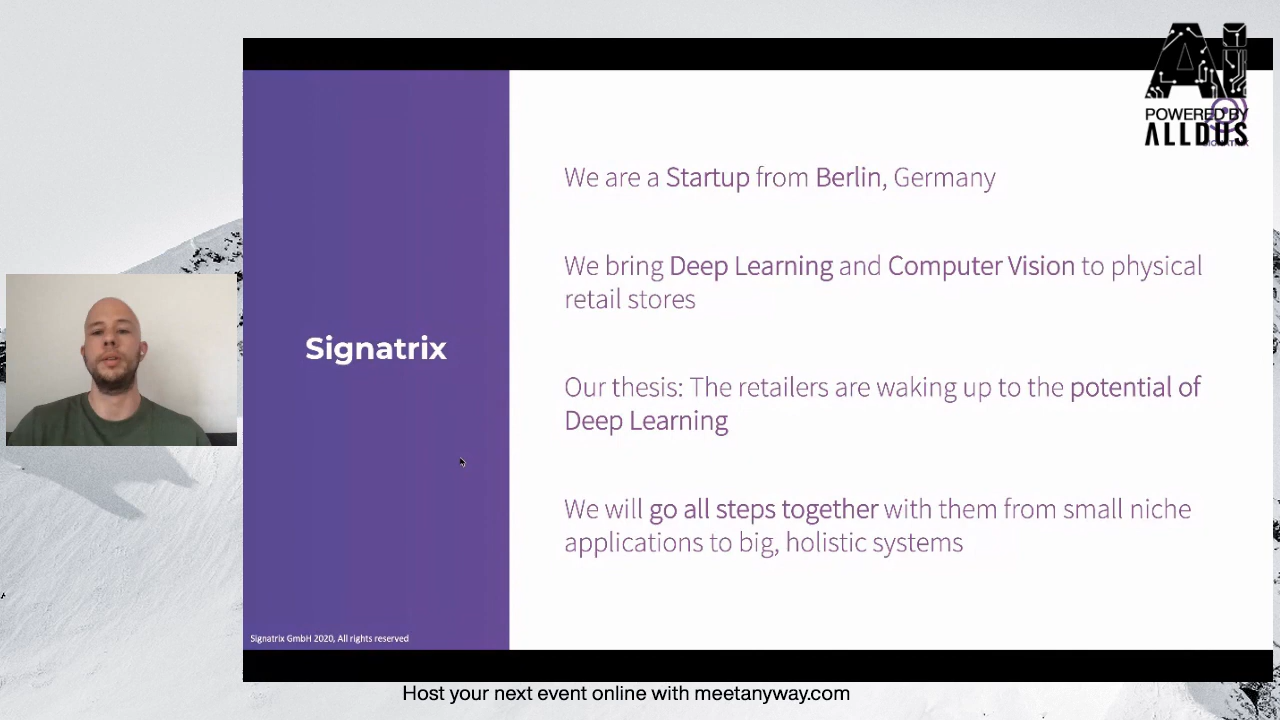 AI
POWERED BY
ALLDUS
We are a Startup from Berlin, Germany
We bring Deep Learning and Computer Vision to physical
retail stores
Signatrix
Our thesis: The retailers are waking up to the potential of
Deep Learning
We will go all steps together with them from small niche
applications to big, holistic systems
Signatrix GmbH 2020, All rights reserved
Host your next event online with meetanyway.com